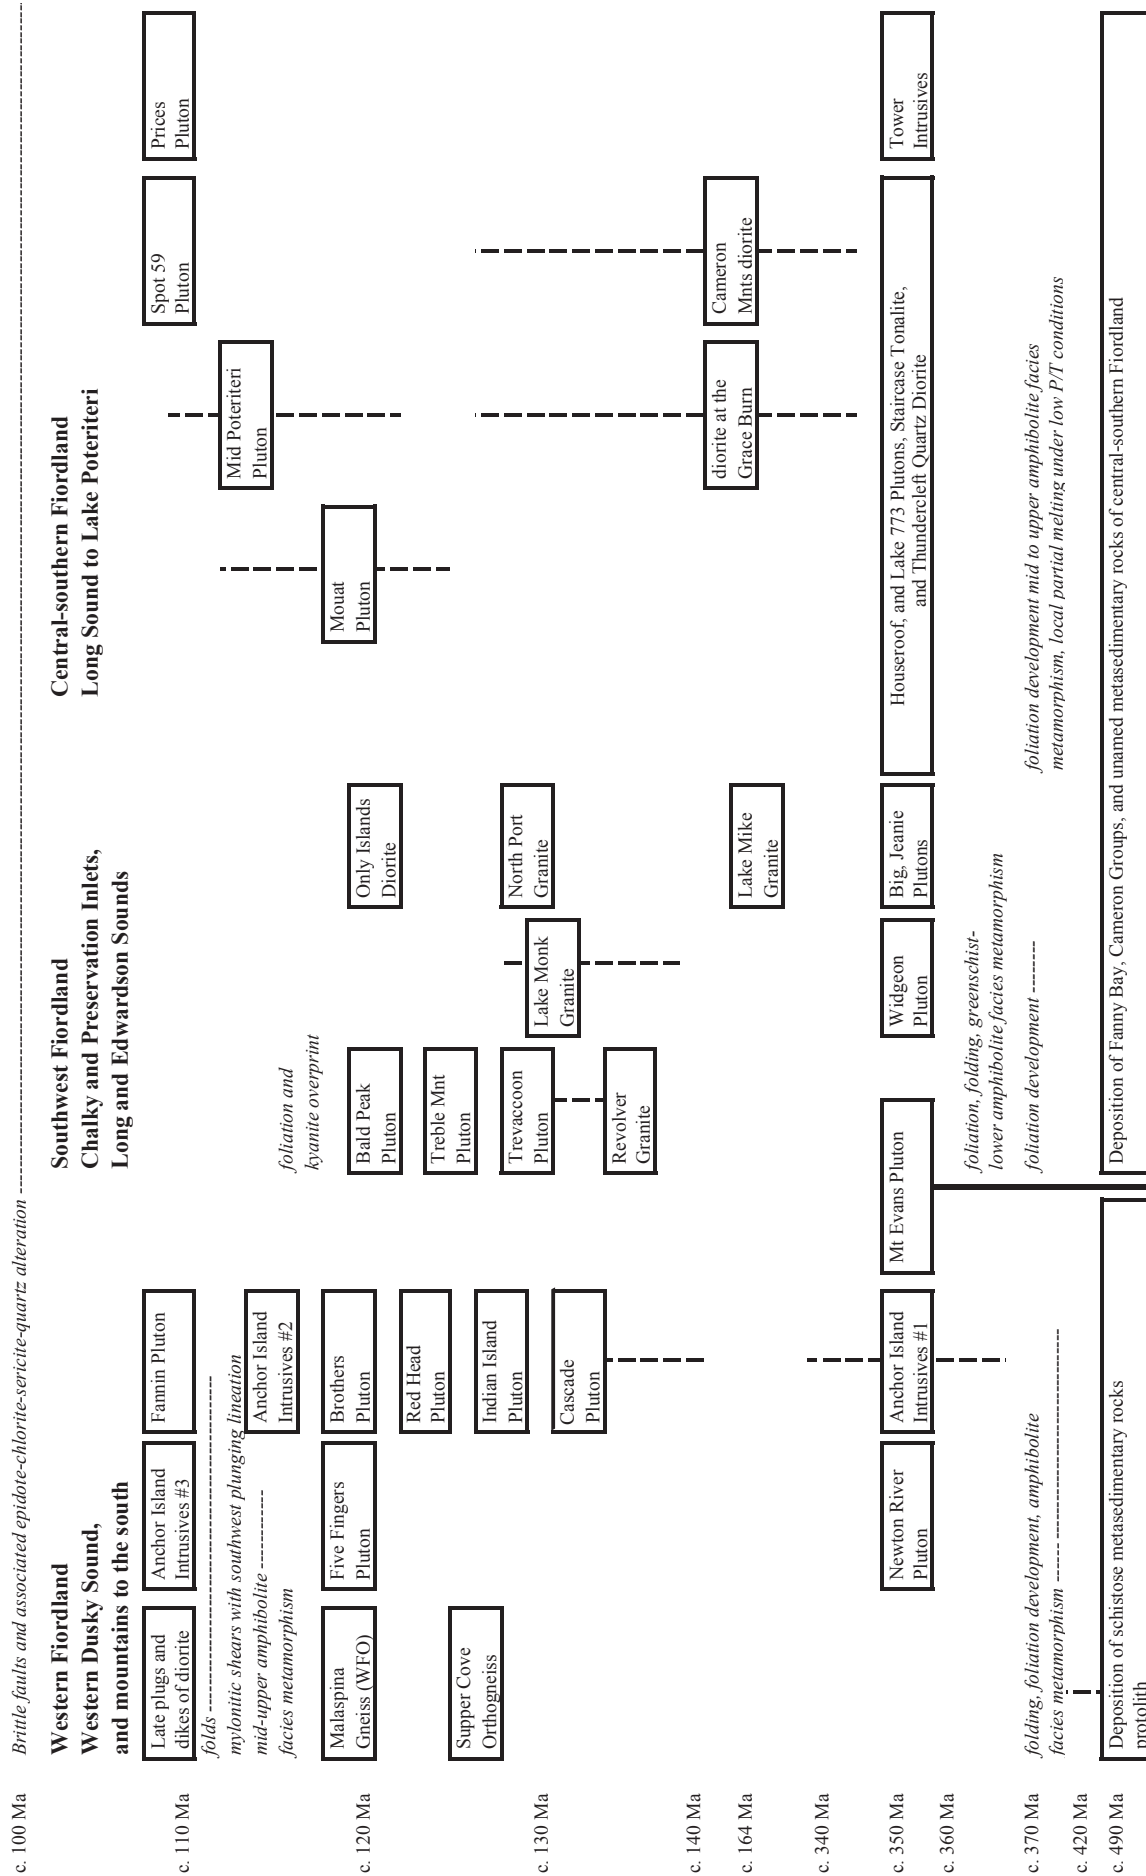 c. 100 Ma
Brittle faults and associated epidote-chlorite-sericite-quartz alteration
Western Fiordland
Western Dusky Sound,
and mountains to the south
Southwest Fiordland
Chalky and Preservation Inlets,
Long and Edwardson Sounds
Central-southern Fiordland
Long Sound to Lake Poteriteri
c. 110 Ma
Late plugs and
dikes of diorite
Anchor Island
Intrusives #3
Fannin Pluton
Spot 59
Pluton
Prices
Pluton
folds
mylonitic shears with southwest plunging lineation
mid-upper amphibolite
facies metamorphism
Anchor Island
Intrusives #2
foliation and
kyanite overprint
Mid Poteriteri
Pluton
c. 120 Ma
Malaspina
Gneiss (WFO)
Five Fingers
Pluton
Brothers
Pluton
Bald Peak
Pluton
Only Islands
Diorite
Mouat
Pluton
Red Head
Pluton
Treble Mnt
Pluton
Supper Cove
Orthogneiss
Indian Island
Pluton
c. 130 Ma
Trevaccoon
Pluton
North Port
Granite
Lake Monk
Granite
Cascade
Pluton
Revolver
Granite
c. 140 Ma
c. 164 Ma
Lake Mike
Granite
diorite at the
Grace Burn
Cameron
Mnts diorite
c. 340 Ma
c. 350 Ma
Newton River
Pluton
Anchor Island
Intrusives #1
Mt Evans Pluton
Widgeon
Pluton
Big, Jeanie
Plutons
Houseroof, and Lake 773 Plutons, Staircase Tonalite,
and Thundercleft Quartz Diorite
Tower
Intrusives
c. 360 Ma
foliation, folding, greenschist-
lower amphibolite facies metamorphism
c. 370 Ma
folding, foliation development, amphibolite
facies metamorphism
foliation development
foliation development mid to upper amphibolite facies
metamorphism, local partial melting under low P/T conditions
c. 420 Ma
c. 490 Ma
Deposition of schistose metasedimentary rocks
protolith
Deposition of Fanny Bay, Cameron Groups, and unamed metasedimentary rocks of central-southern Fiordland